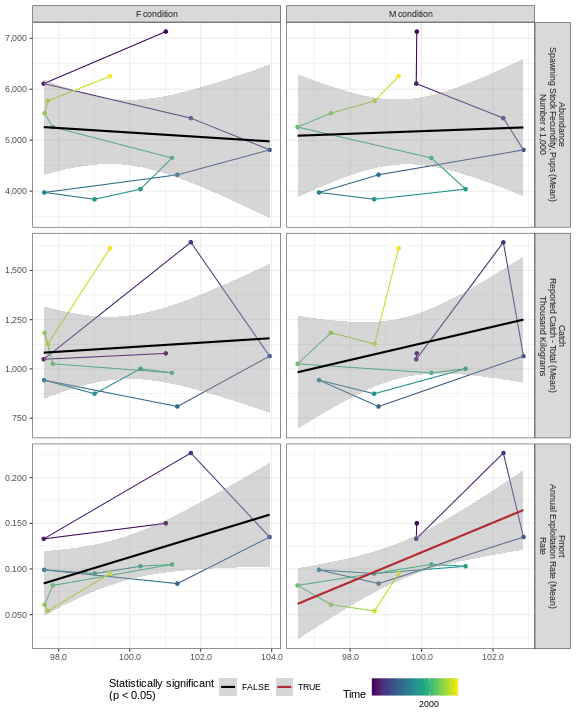 F condition
M condition
7,000
6,000
5,000
4,000
Abundance
Spawning Stock Fecundity, Pups (Mean)
Number x 1,000
1,500
1,250
1,000
750
Catch
Reported Catch - Total (Mean)
Thousand Kilograms
0.200
0.150
0.100
0.050
Fmort
Annual Exploitation Rate (Mean)
Rate
98.0 100.0 102.0 104.0
98.0 100.0 102.0
Statistically significant
(p < 0.05)
FALSE
TRUE
Time
2000